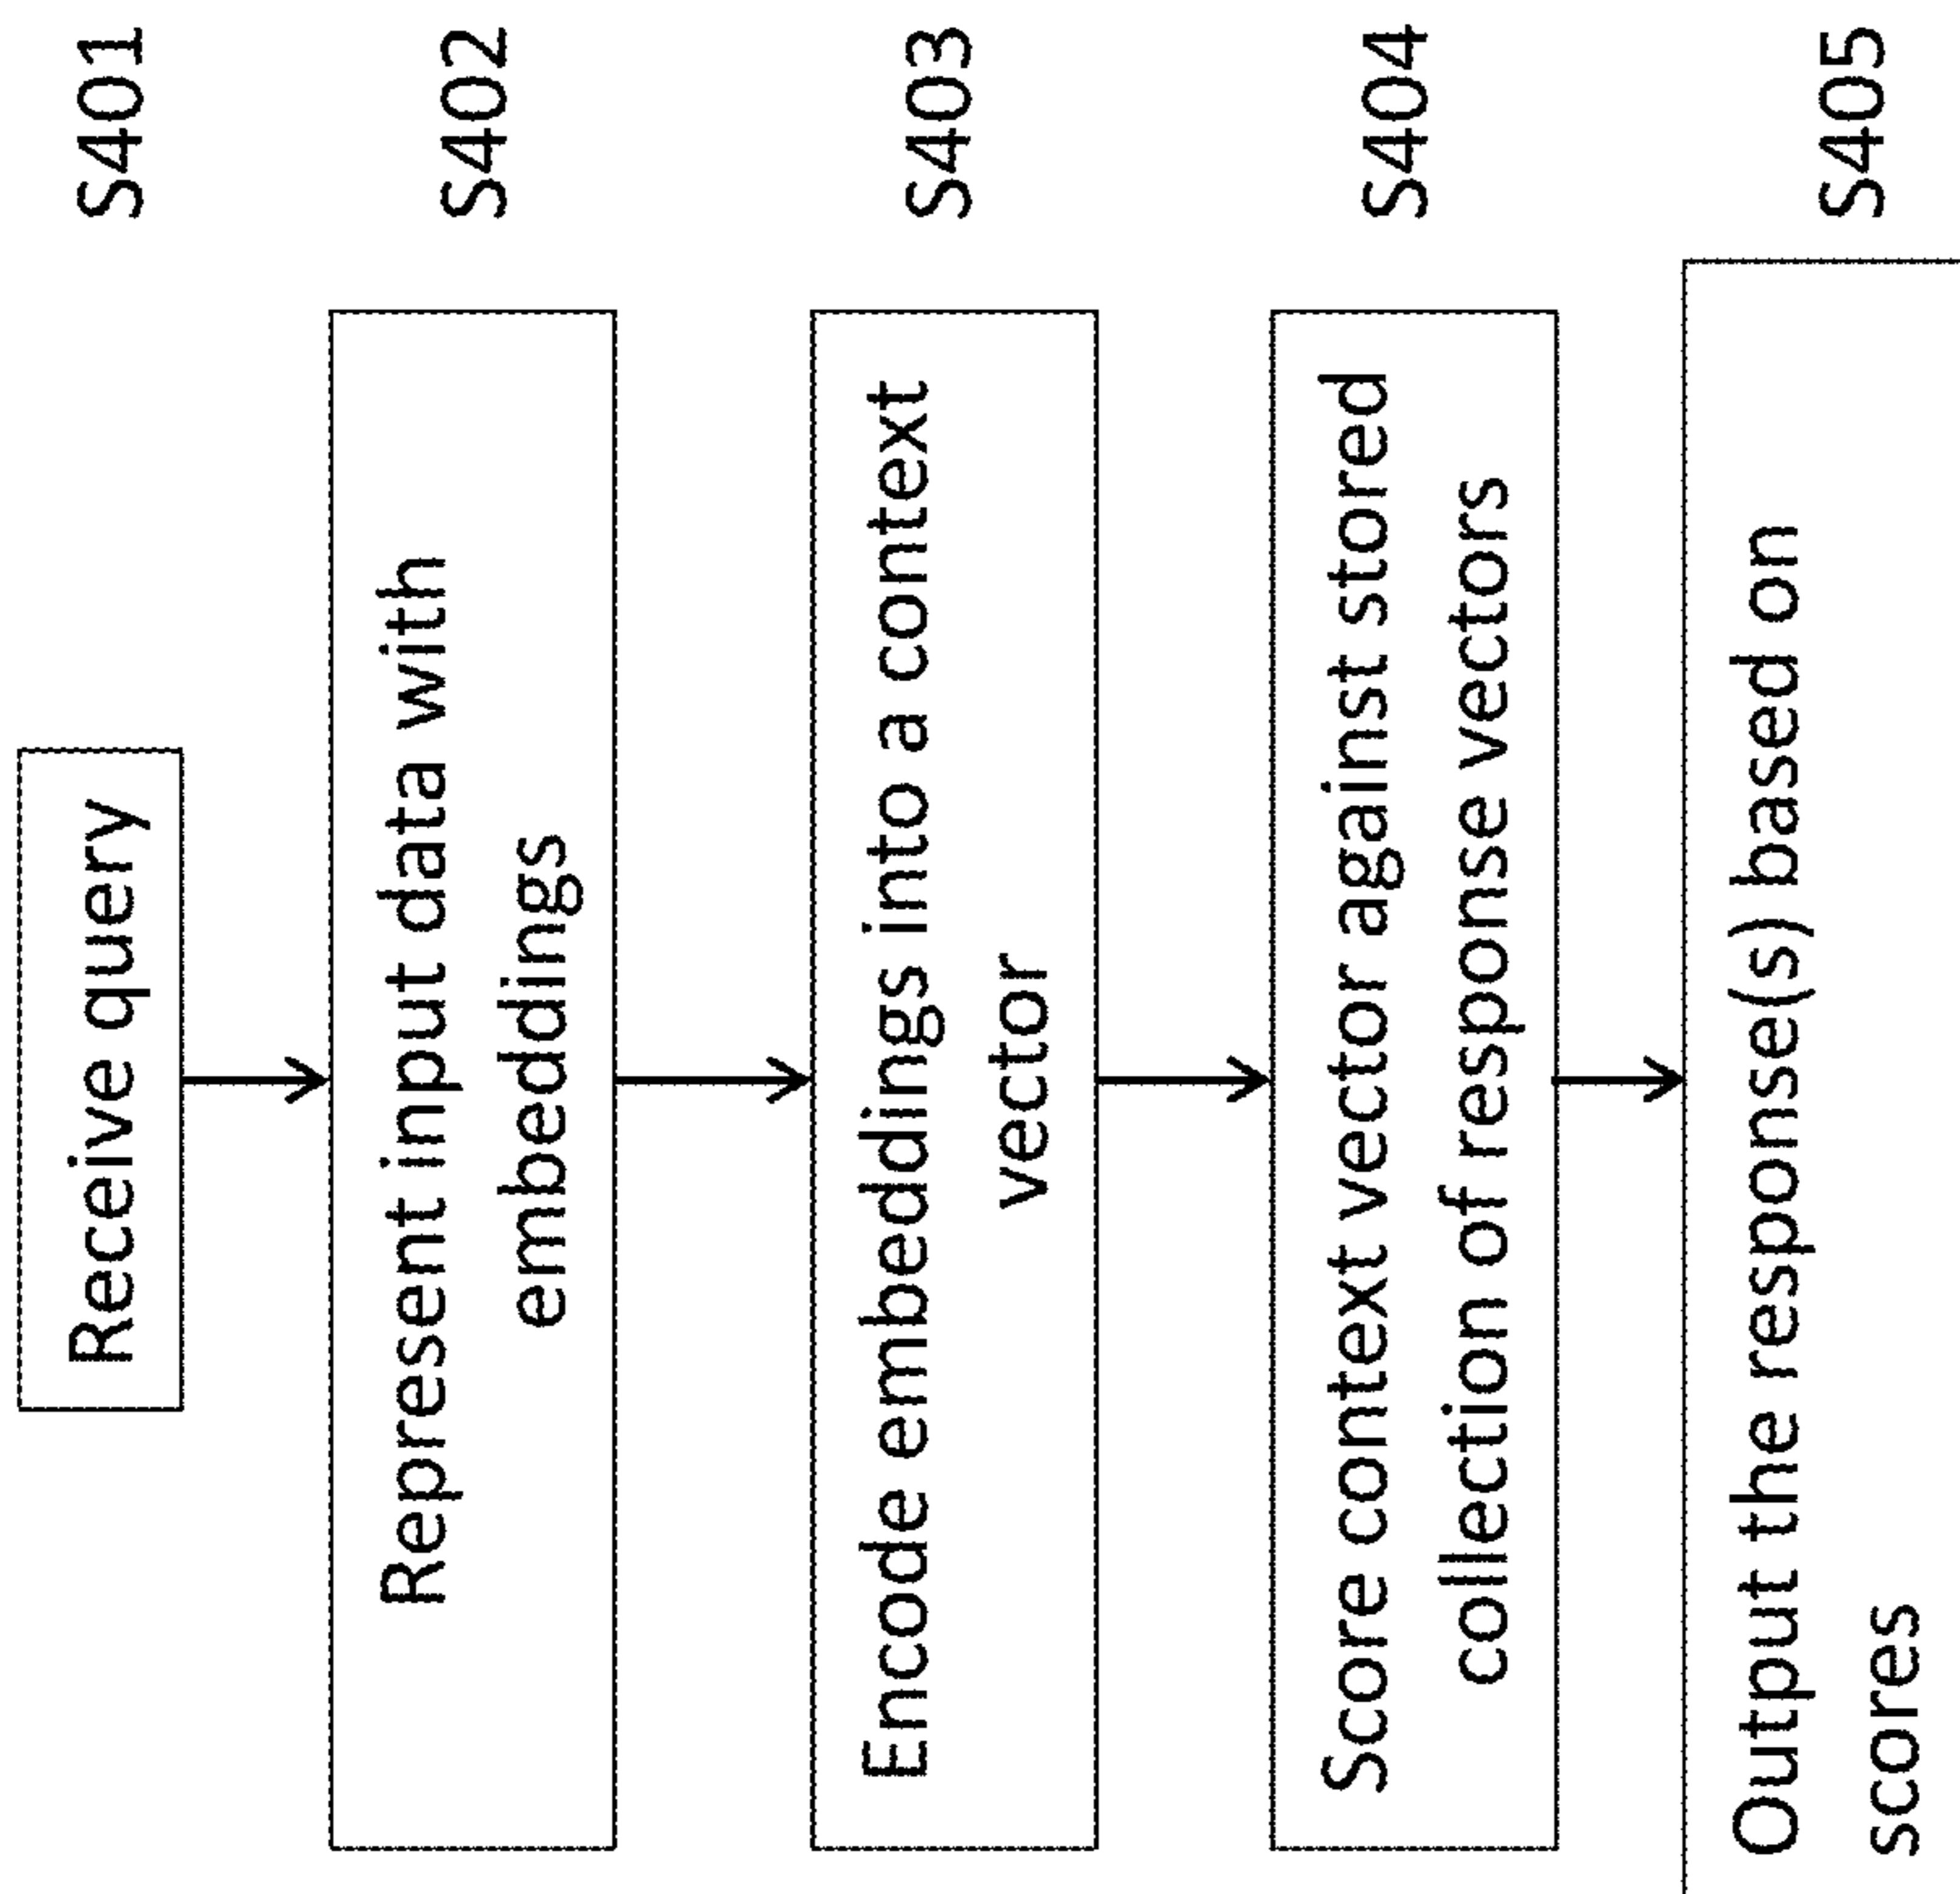 Receive query
S401
Represent input data with
embeddings
S402
Encode embeddings into a context
vector
S403
Score context vector against stored
collection of response vectors
S404
Output the response(s) based on
scores
S405